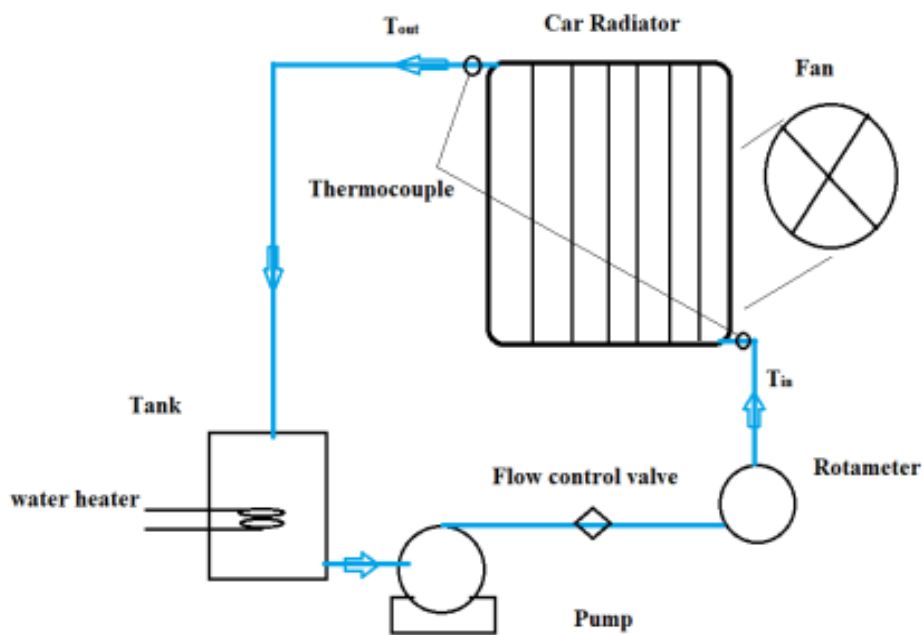 Tout
Car Radiator
Fan
Thermocouple
Tin
Tank
Rotameter
Flow control valve
water heater
Pump